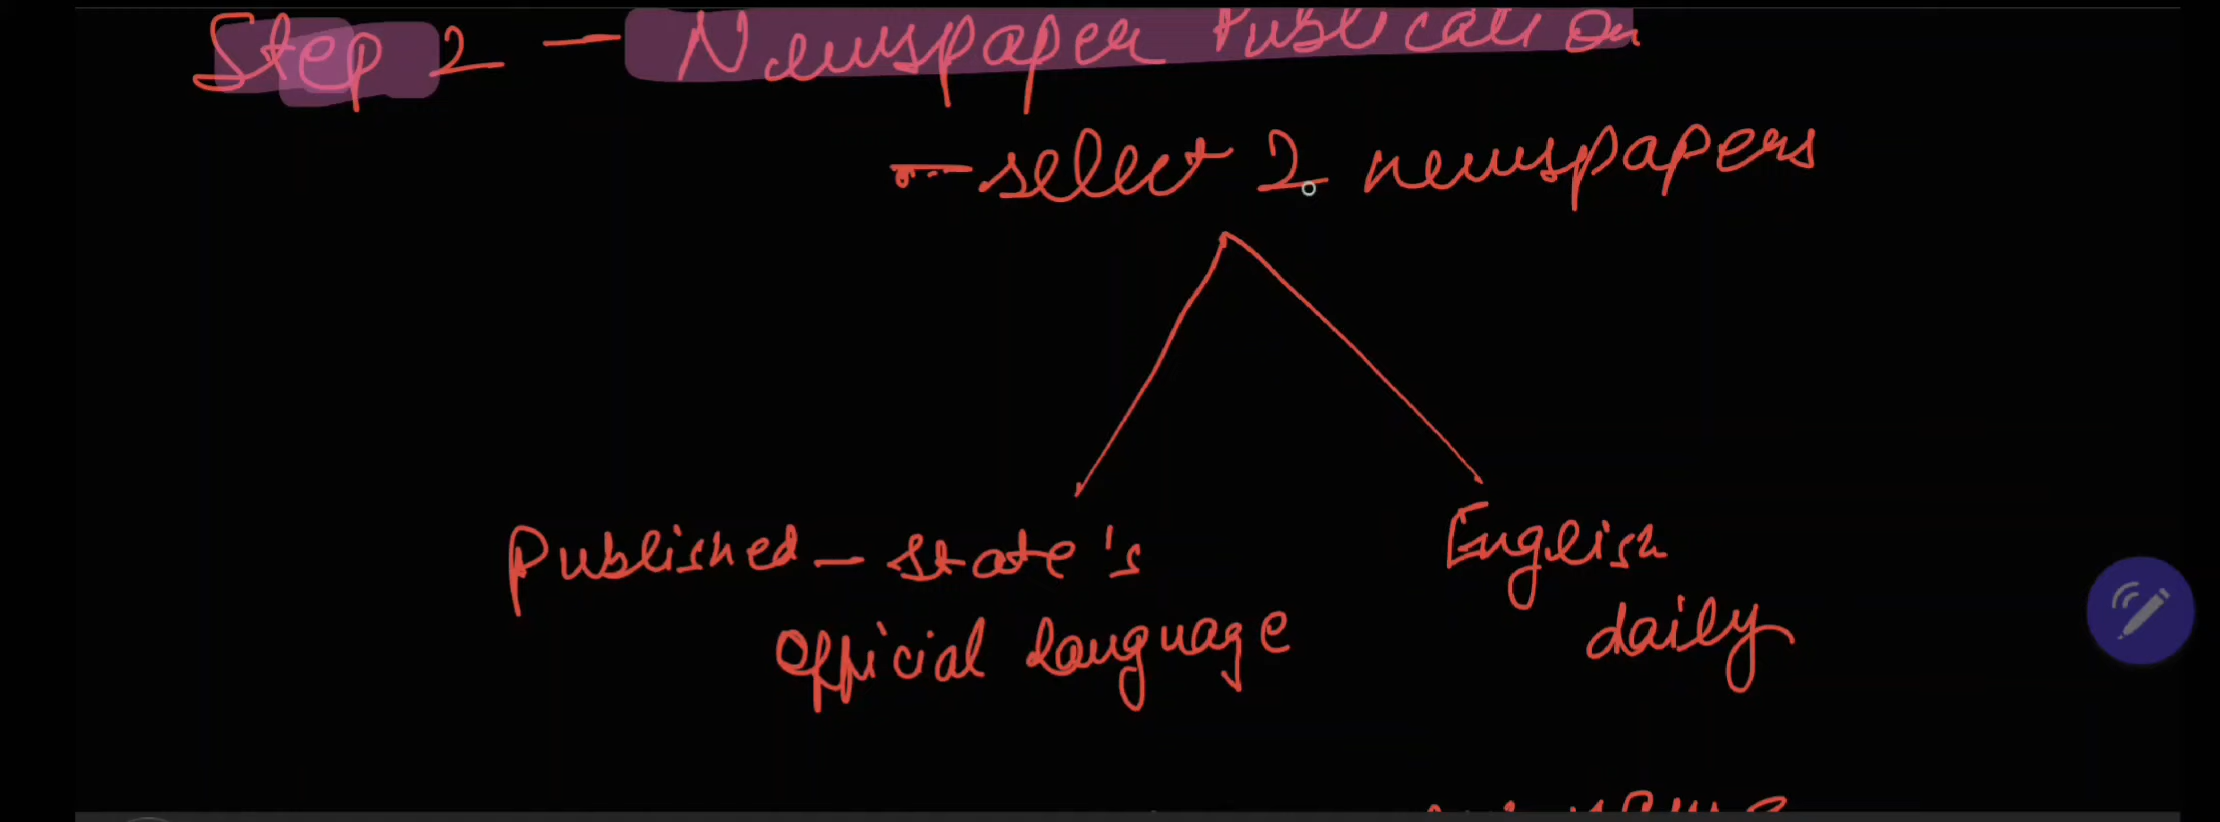 Step 2 - Newspaper Publication
- select 2 newspapers
Published - state's
official language
English
daily